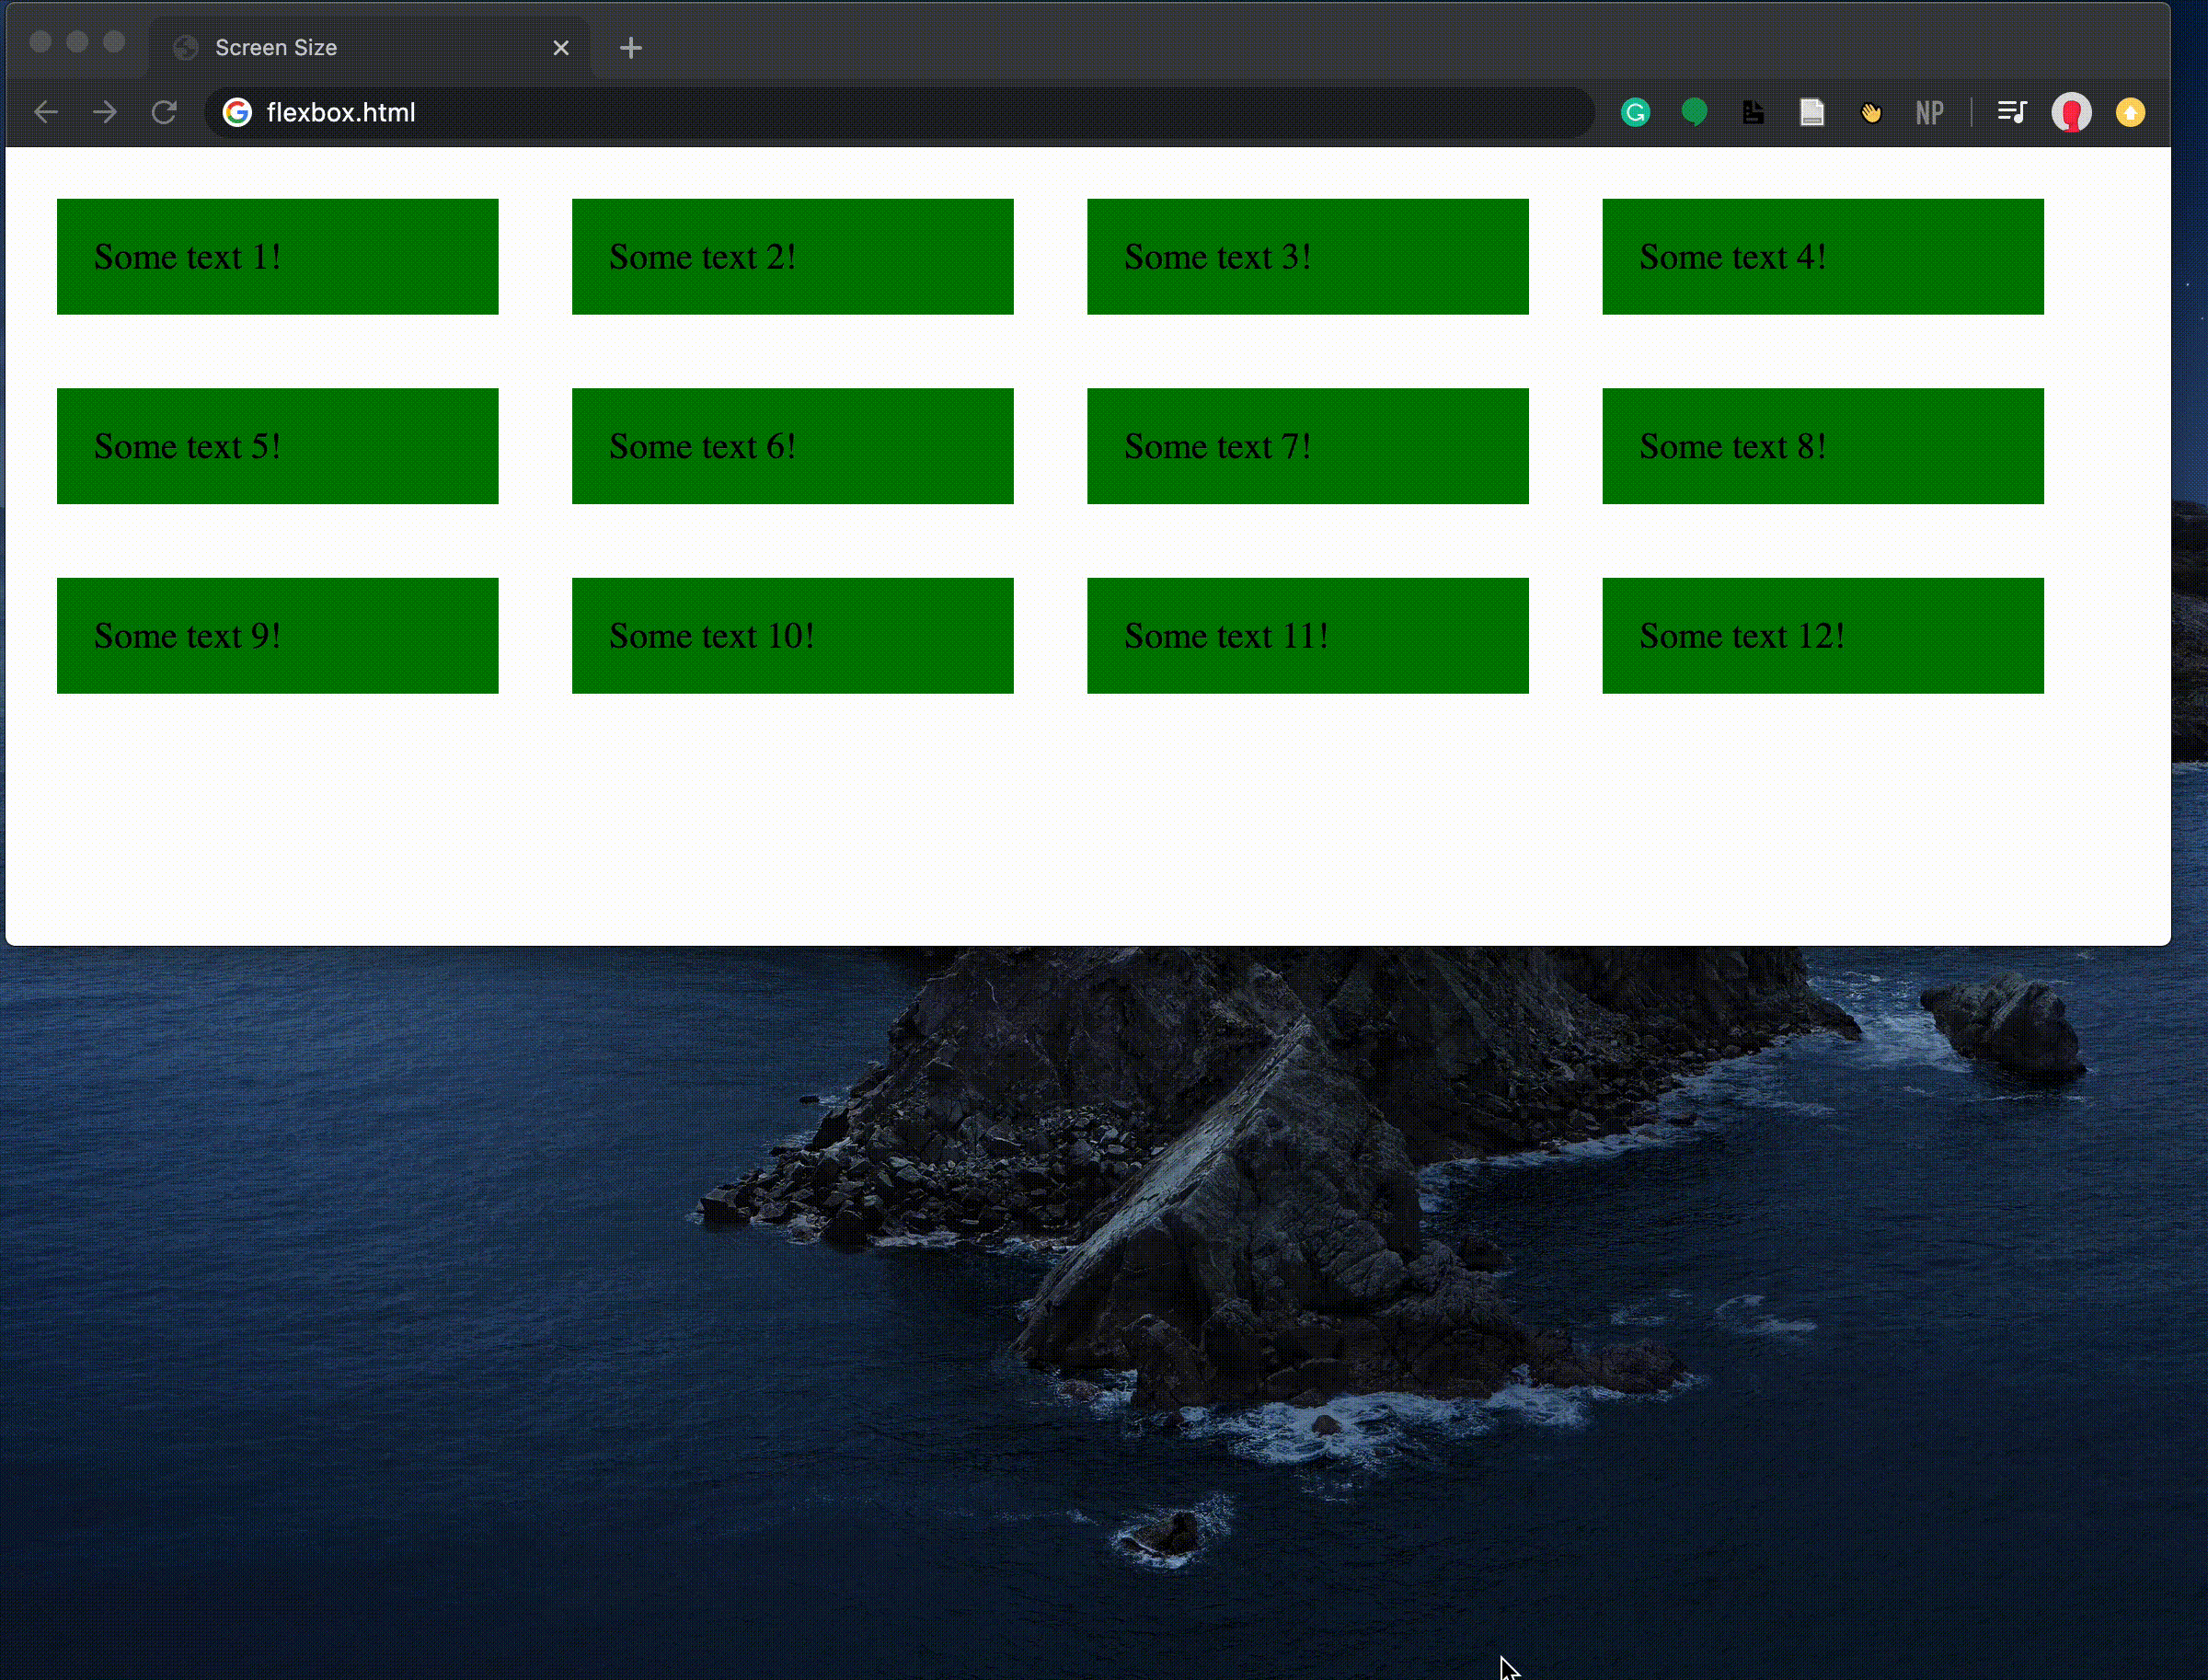 Screen Size
flexbox.html
NP
Some text 1! Some text 2! Some text 3! Some text 4!
Some text 5! Some text 6! Some text 7! Some text 8!
Some text 9! Some text 10! Some text 11! Some text 12!